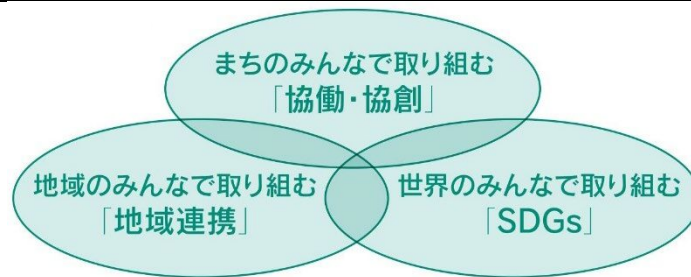 まちのみんなで取り組む
「協働・協創」
地域のみんなで取り組む
「地域連携」
世界のみんなで取り組む
「SDGs」